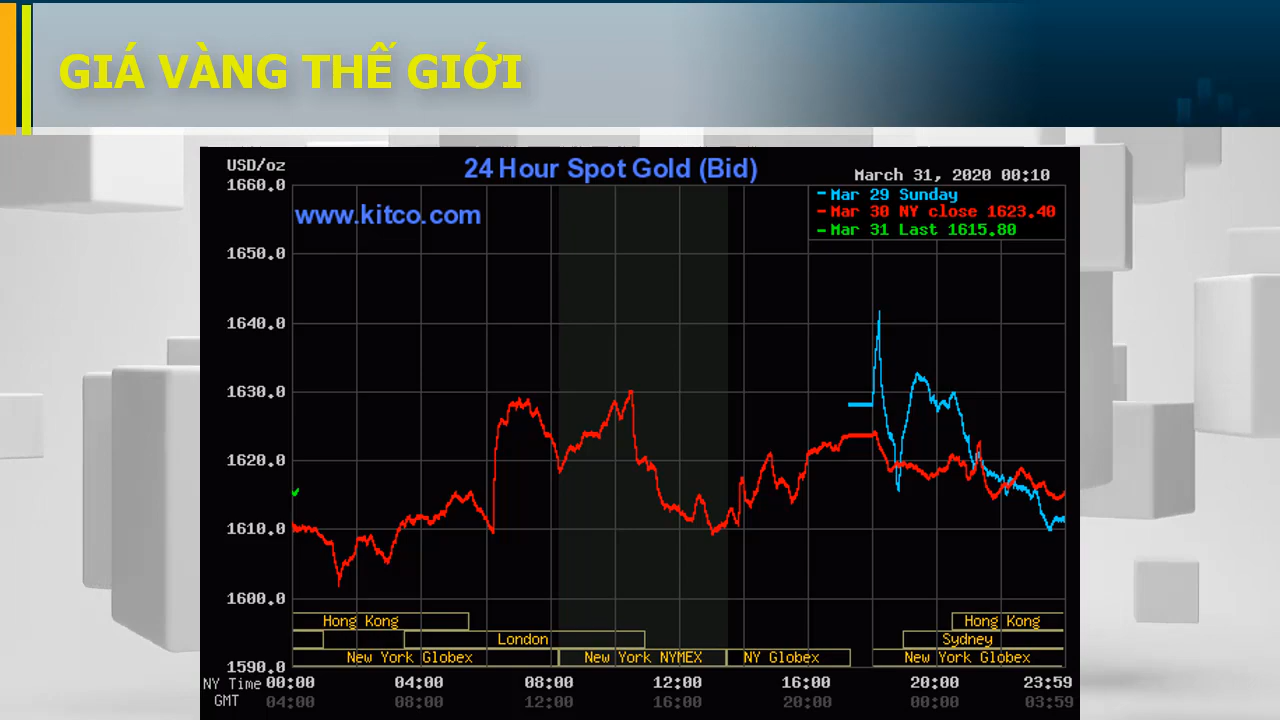 GIÁ VÀNG THẾ GIỚI
USD/oz
24 Hour Spot Gold (Bid)
March 31, 2020 00:10
1660.0
www.kitco.com
Mar 29 Sunday
Mar 30 NY close 1623.40
Mar 31 Last 1615.80
1650.0
1640.0
1630.0
1620.0
1610.0
1600.0
1590.0
Hong Kong
Hong Kong
London
Sydney
New York Globex
New York NYMEX
NY Globex
New York Globex
NY Time 00:00 04:00 08:00 12:00 16:00 20:00 23:59
GMT 04:00 08:00 12:00 16:00 20:00 00:00 03:59